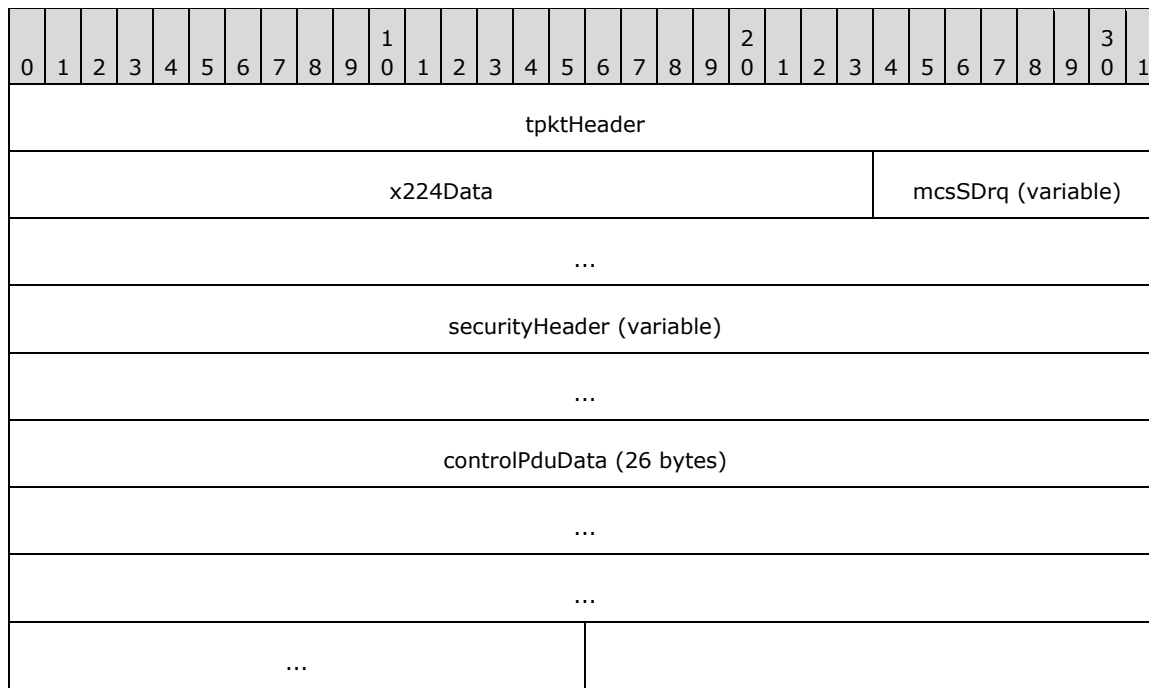 1 2 3
0 1 2 3 4 5 6 7 8 9 0 1 2 3 4 5 6 7 8 9 0 1 2 3 4 5 6 7 8 9 0 1
tpktHeader
x224Data mcsSDrq (variable)
...
securityHeader (variable)
...
controlPduData (26 bytes)
...
...
...